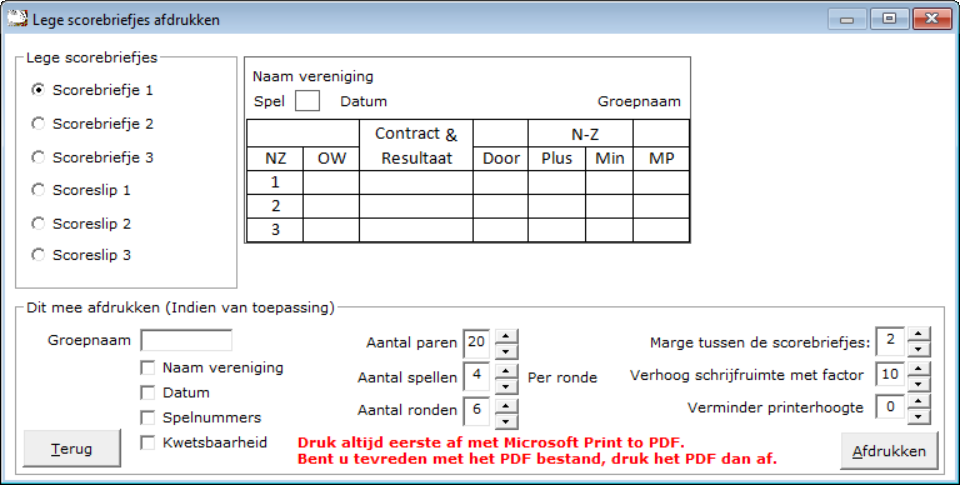 Lege scorebriefjes afdrukken
Lege scorebriefjes
Scorebriefje 1
Scorebriefje 2
Scorebriefje 3
Scoreslip 1
Scoreslip 2
Scoreslip 3
Naam vereniging
Spel Datum Groepnaam
Contract & N-Z
NZ OW Resultaat Door Plus Min MP
1
2
3
Dit mee afdrukken (Indien van toepassing)
Groepnaam
Naam vereniging
Datum
Spelnummers
Kwetsbaarheid
Aantal paren 20
Aantal spellen 4 Per ronde
Aantal ronden 6
Marge tussen de scorebriefjes: 2
Verhoog schrijfruimte met factor 10
Verminder printerhoogte 0
Terug
Druk altijd eerste af met Microsoft Print to PDF.
Bent u tevreden met het PDF bestand, druk het PDF dan af.
Afdrukken